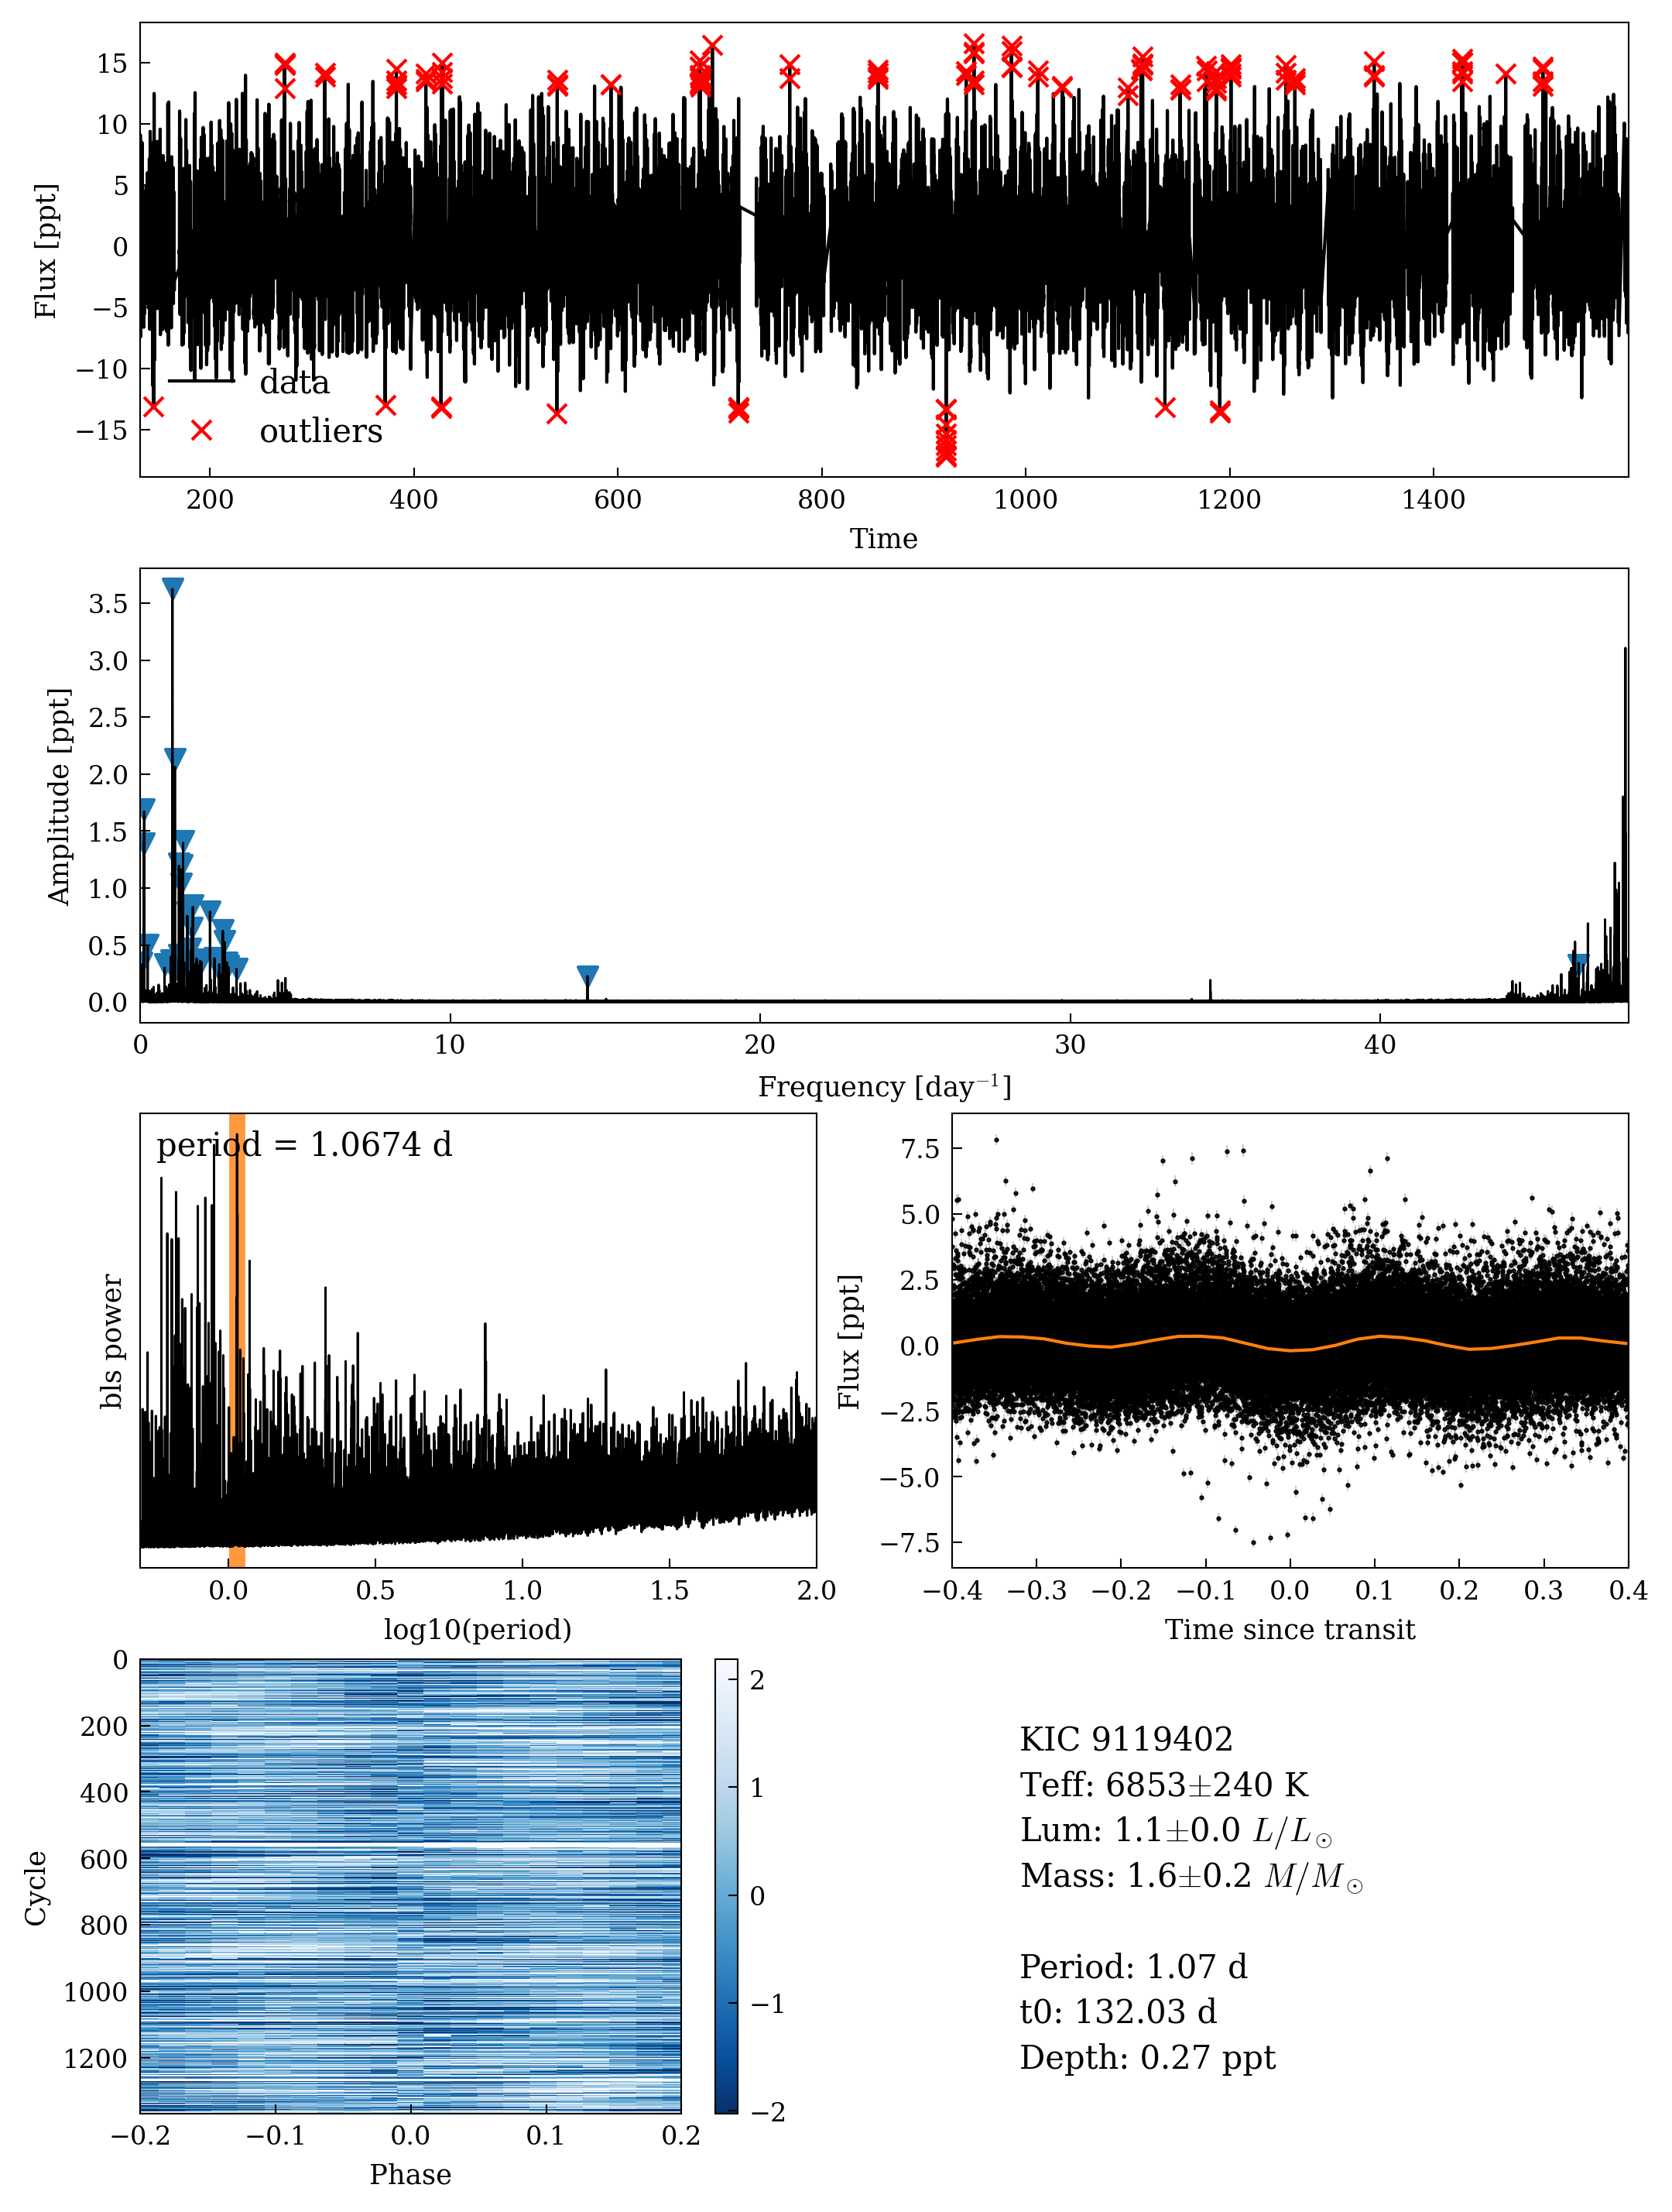 15
10
5
0
−5
−10
−15
Flux [ppt]
data
outliers
200 400 600 800 1000 1200 1400
Time
3.5
3.0
2.5
2.0
1.5
1.0
0.5
0.0
Amplitude [ppt]
0 10 20 30 40
Frequency [day⁻¹]
period = 1.0674 d
bls power
0.0 0.5 1.0 1.5 2.0
log10(period)
7.5
5.0
2.5
0.0
−2.5
−5.0
−7.5
Flux [ppt]
−0.4 −0.3 −0.2 −0.1 0.0 0.1 0.2 0.3 0.4
Time since transit
0
200
400
600
800
1000
1200
Cycle
−0.2 −0.1 0.0 0.1 0.2
Phase
2
1
0
−1
−2
KIC 9119402
Teff: 6853±240 K
Lum: 1.1±0.0 L/L⊙
Mass: 1.6±0.2 M/M⊙
Period: 1.07 d
t0: 132.03 d
Depth: 0.27 ppt